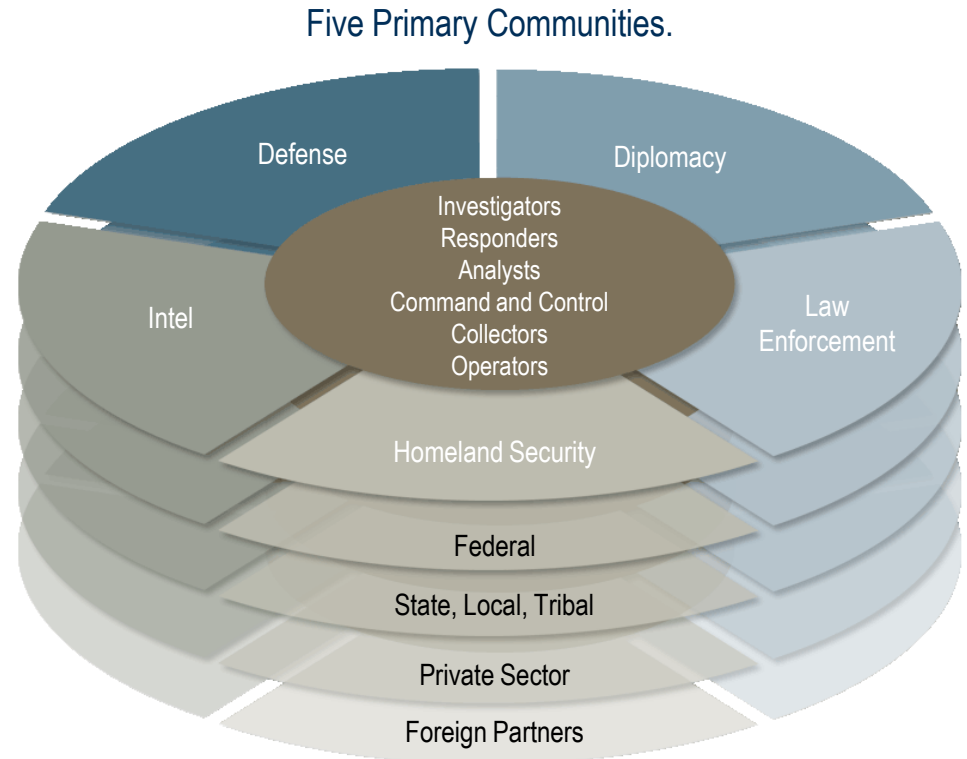 Five Primary Communities.
Defense
Diplomacy
Investigators
Responders
Analysts
Command and Control
Collectors
Operators
Intel
Law
Enforcement
Homeland Security
Federal
State, Local, Tribal
Private Sector
Foreign Partners